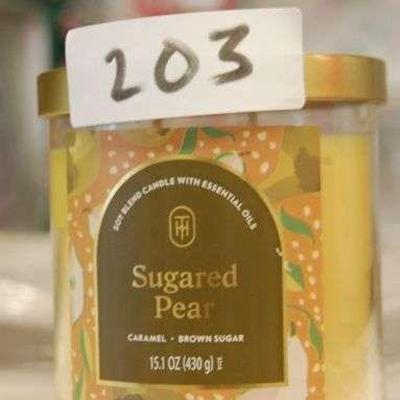 203
SOY BLEND CANDLE WITH ESSENTIAL OILS
Sugared
Pear
CARAMEL • BROWN SUGAR
15.1 OZ (430 g)